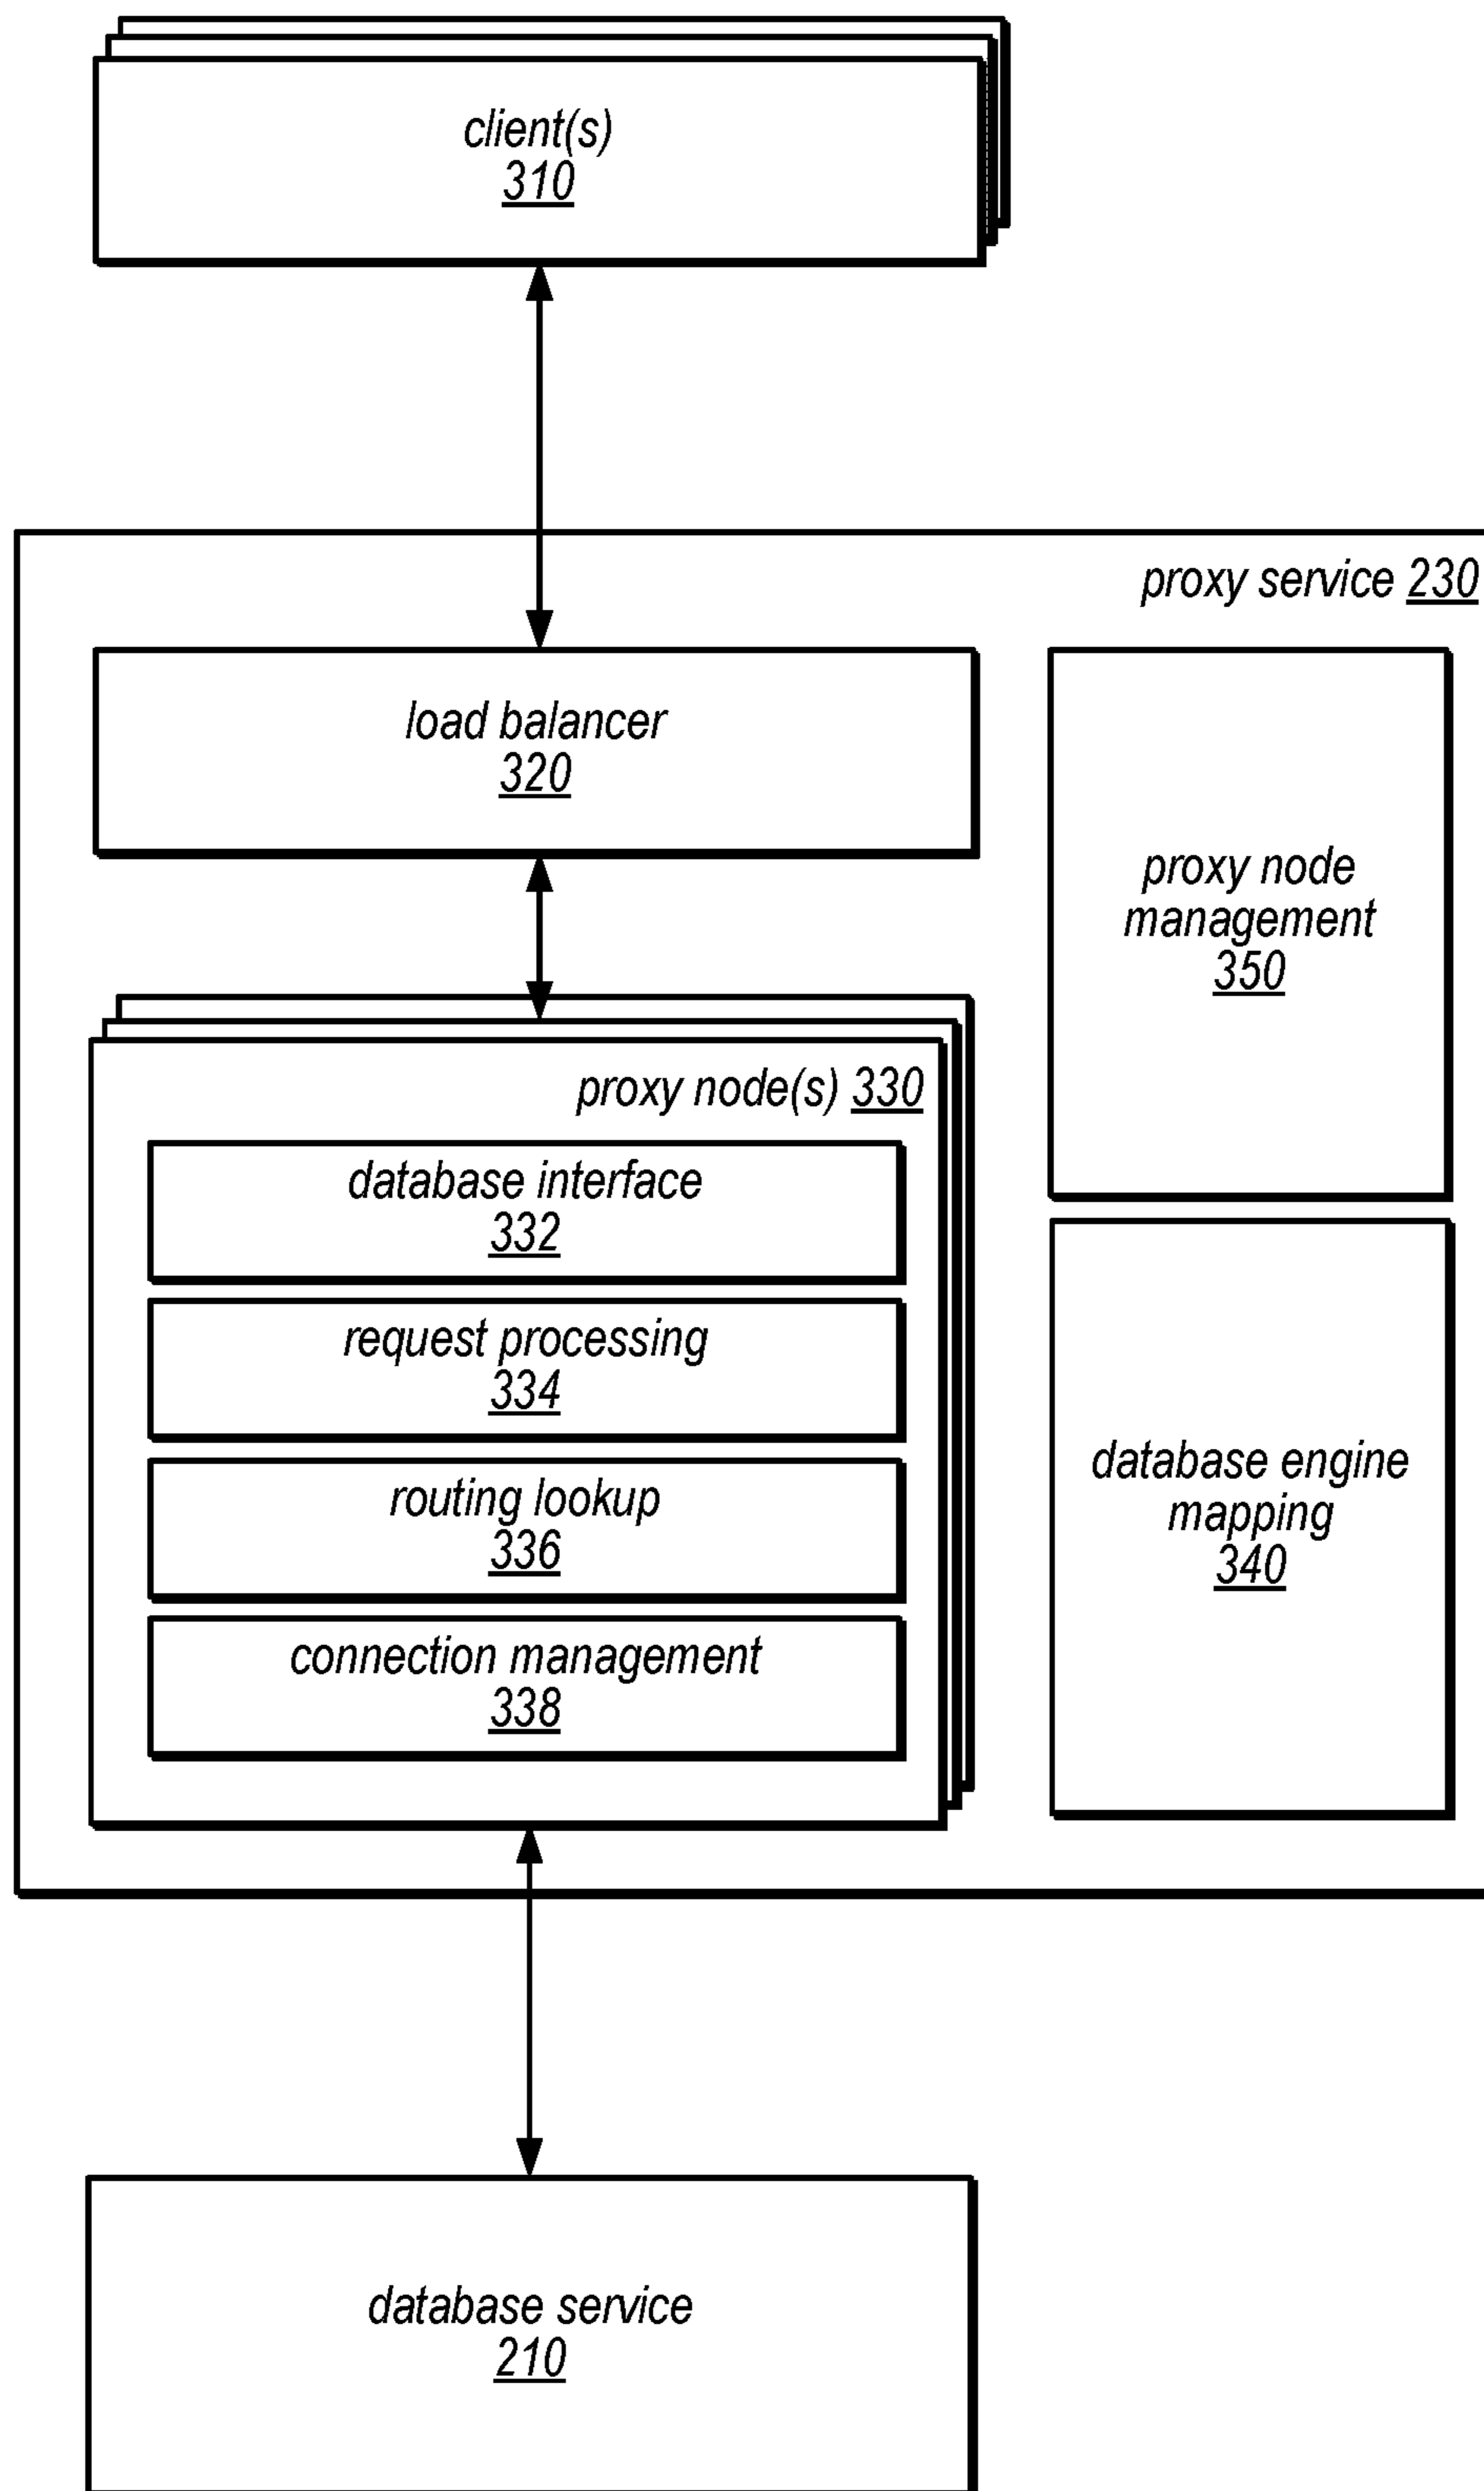 client(s)
310
proxy service 230
load balancer
320
proxy node
management
350
proxy node(s) 330
database interface
332
request processing
334
routing lookup
336
connection management
338
database engine
mapping
340
database service
210